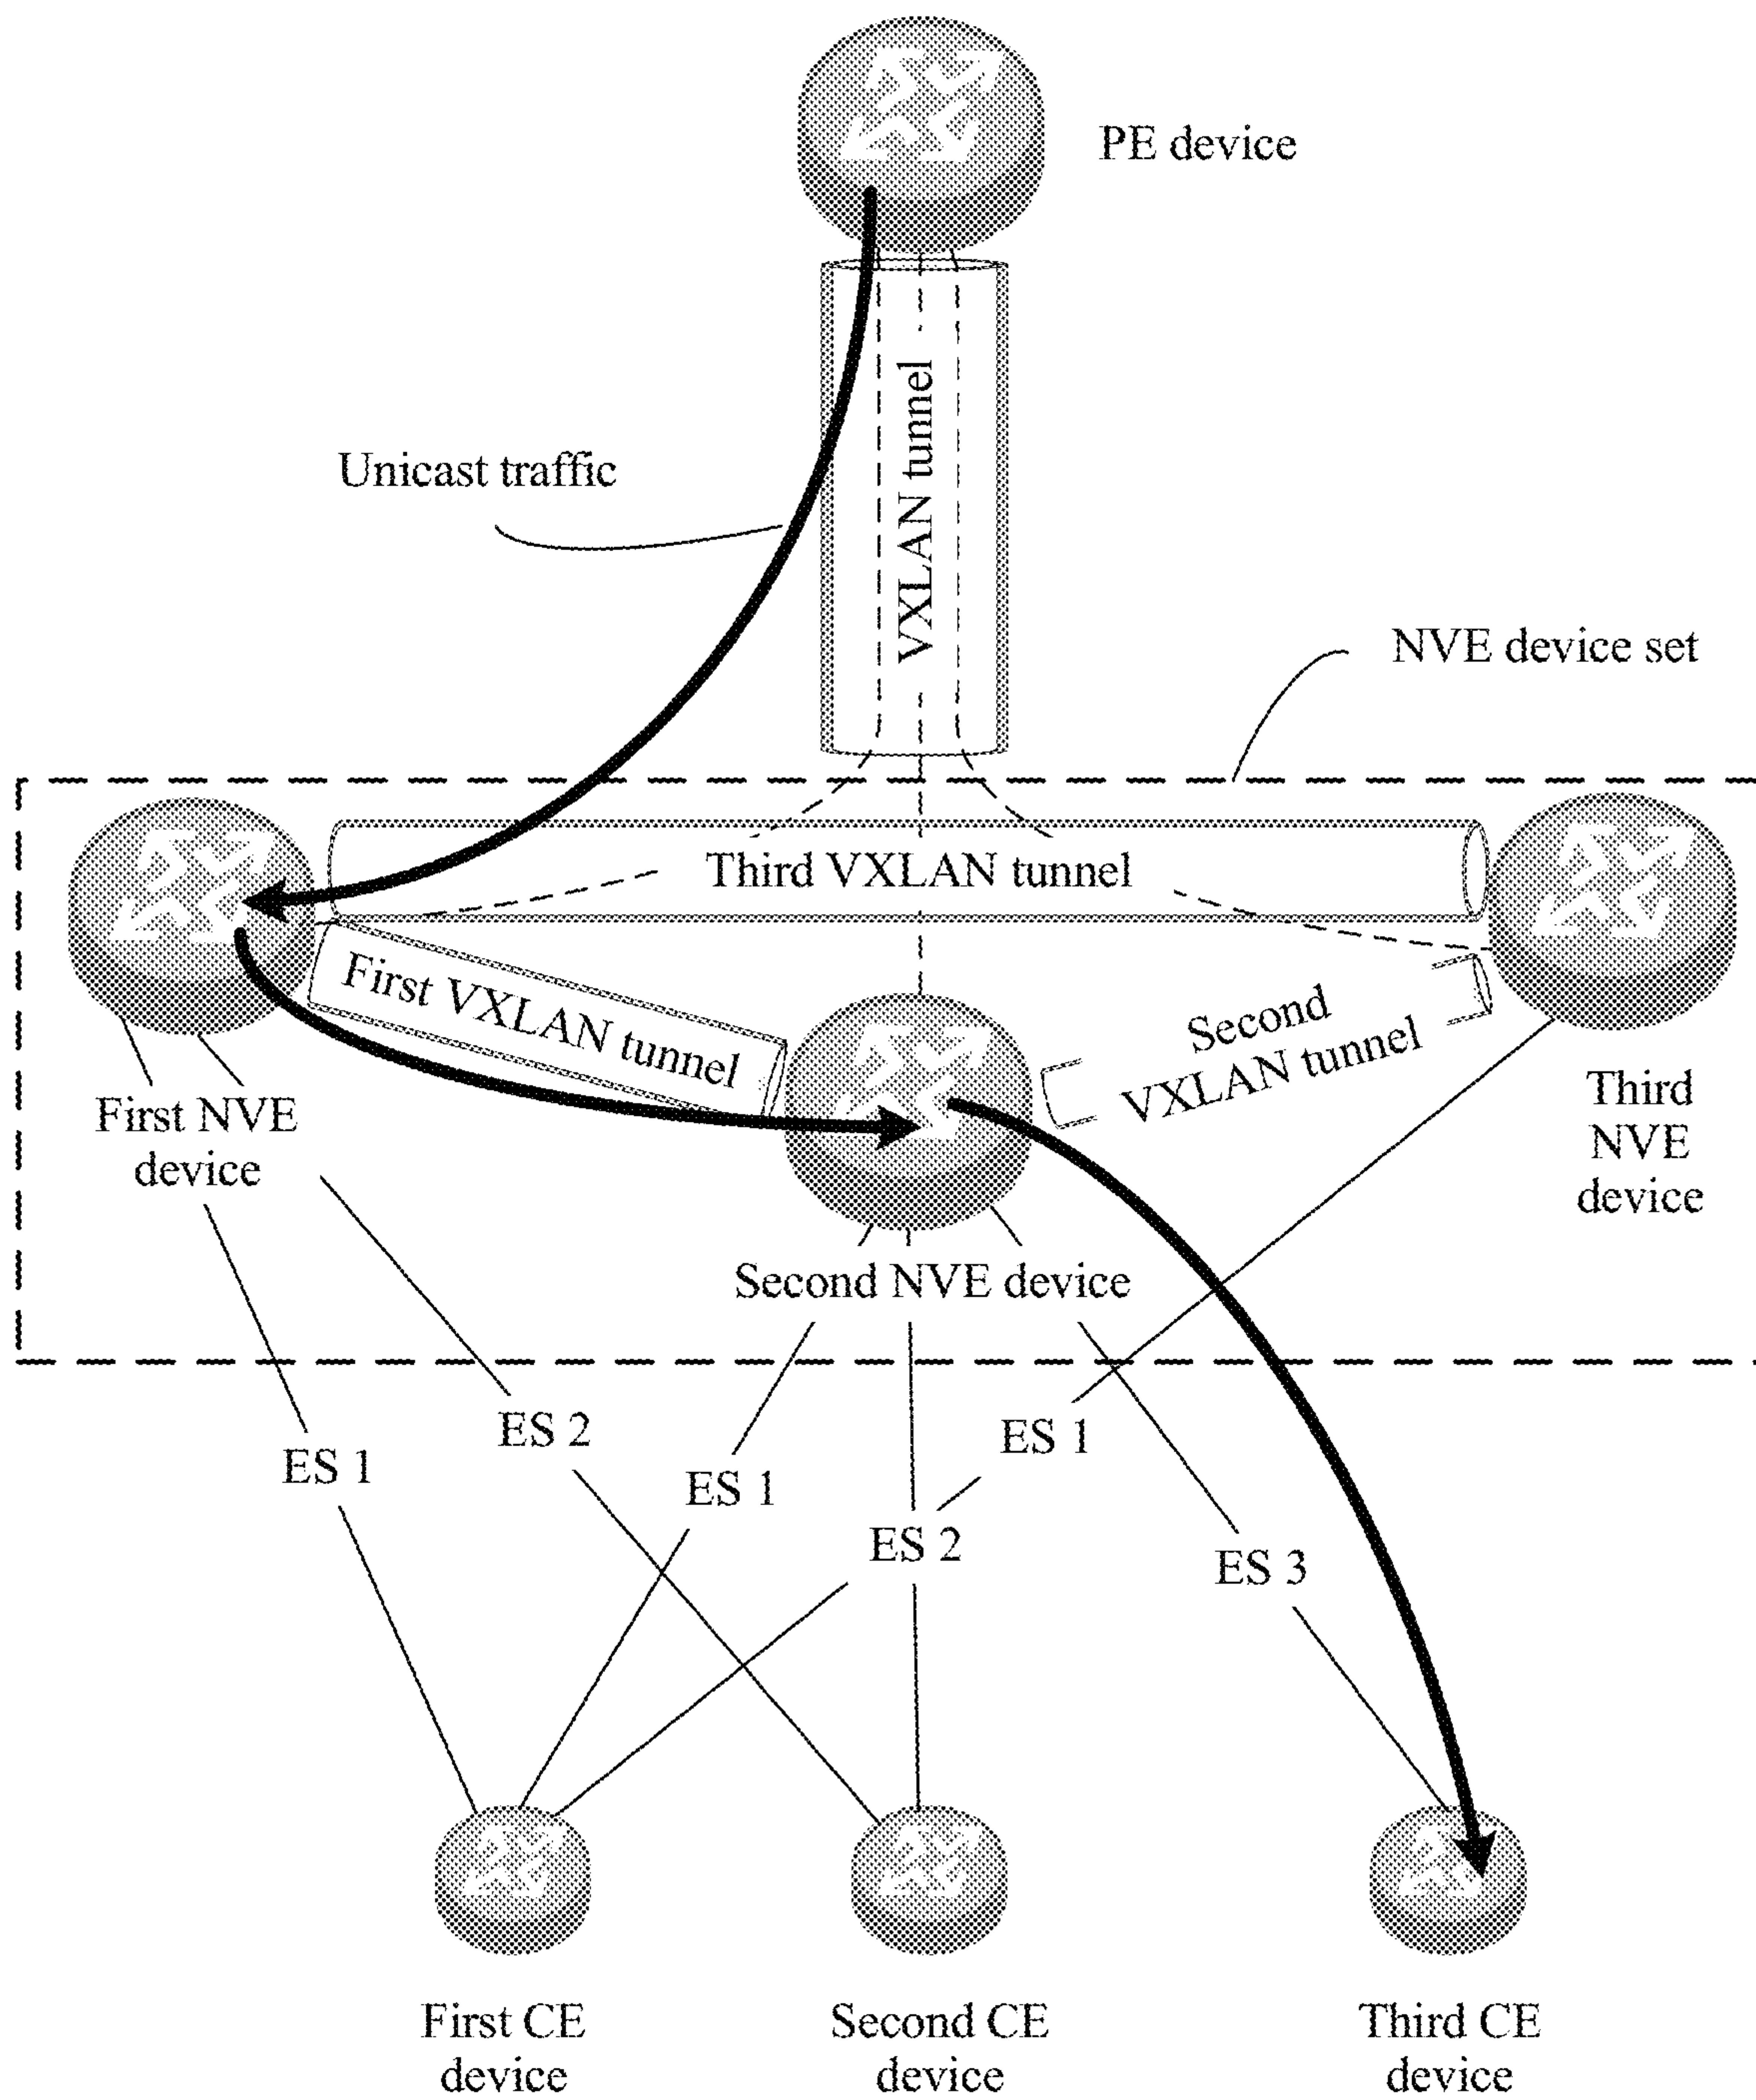 PE device
VXLAN tunnel
Unicast traffic
NVE device set
Third VXLAN tunnel
First VXLAN tunnel
Second
VXLAN tunnel
First NVE
device
Third
NVE
device
Second NVE device
ES 1
ES 2
ES 1
ES 2
ES 1
ES 3
First CE
device
Second CE
device
Third CE
device